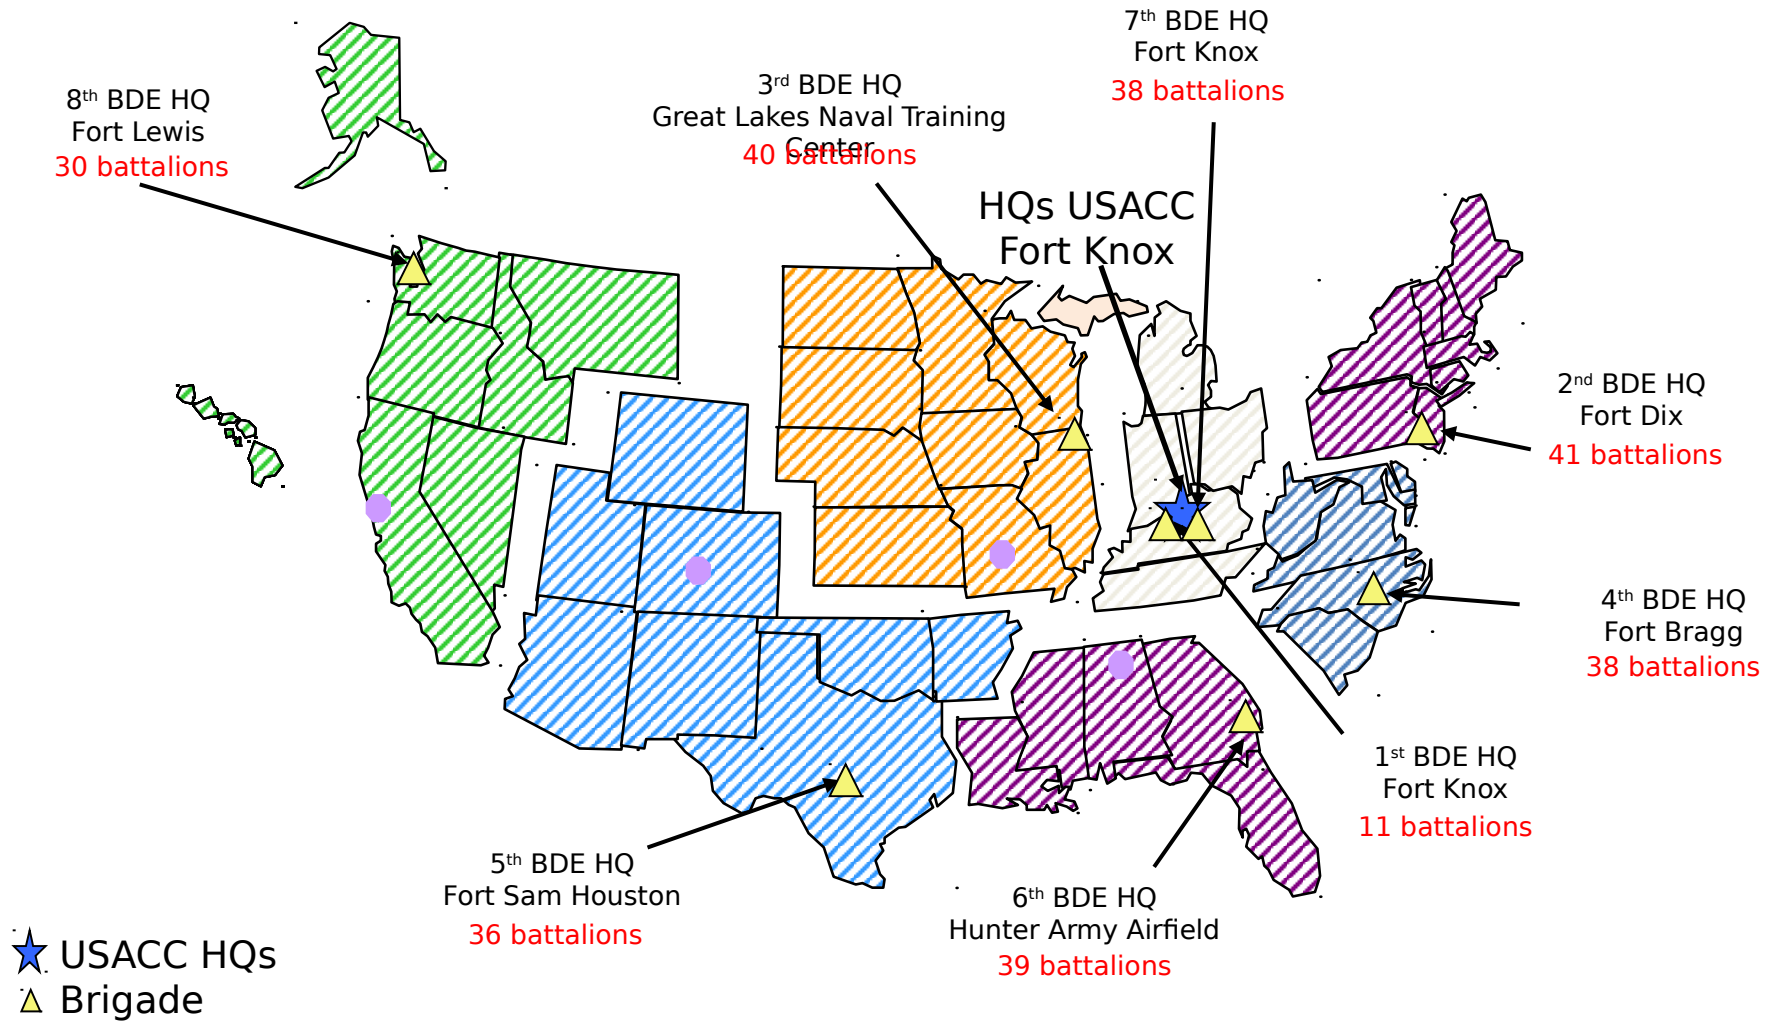 7th BDE HQ
Fort Knox
38 battalions
3rd BDE HQ
Great Lakes Naval Training
Center
40 battalions
8th BDE HQ
Fort Lewis
30 battalions
HQs USACC
Fort Knox
2nd BDE HQ
Fort Dix
41 battalions
4th BDE HQ
Fort Bragg
38 battalions
1st BDE HQ
Fort Knox
11 battalions
5th BDE HQ
Fort Sam Houston
36 battalions
6th BDE HQ
Hunter Army Airfield
39 battalions
USACC HQs
Brigade